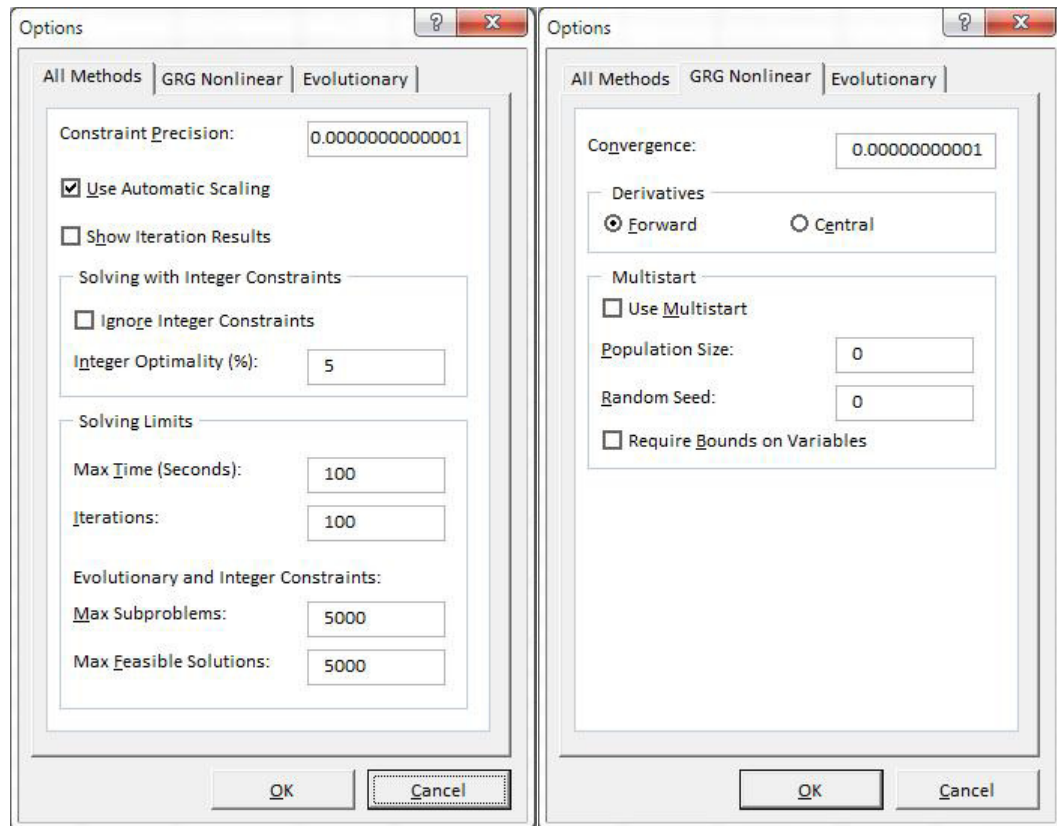 Options
?
X
All Methods
GRG Nonlinear
Evolutionary
Constraint Precision:
0.0000000000001
Use Automatic Scaling
Show Iteration Results
Solving with Integer Constraints
Ignore Integer Constraints
Integer Optimality (%):
5
Solving Limits
Max Time (Seconds):
100
Iterations:
100
Evolutionary and Integer Constraints:
Max Subproblems:
5000
Max Feasible Solutions:
5000
OK
Cancel
Options
?
X
All Methods
GRG Nonlinear
Evolutionary
Convergence:
0.00000000001
Derivatives
Forward
Central
Multistart
Use Multistart
Population Size:
0
Random Seed:
0
Require Bounds on Variables
OK
Cancel